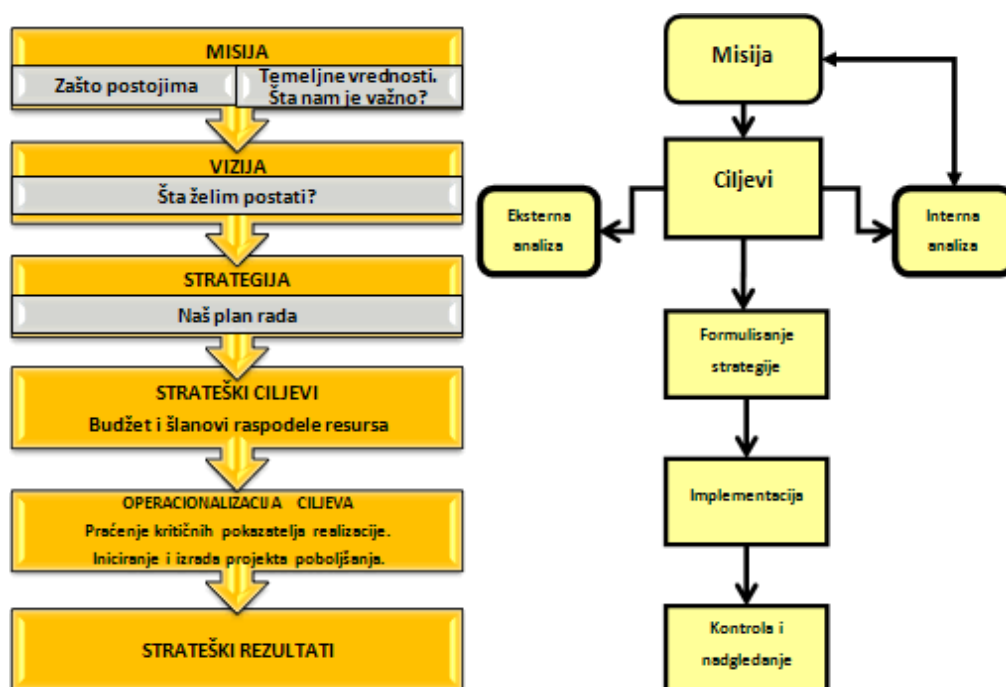 MISIJA
Zašto postojima
Temeljne vrednosti.
Šta nam je važno?
VIZIJA
Šta želim postati?
STRATEGIJA
Naš plan rada
STRATEŠKI CILJEVI
Budžet i šlanovi raspodele resursa
OPERACIONALIZACIJA CILJEVA
Praćenje kritičnih pokazatelja realizacije.
Iniciranje i izrada projekta poboljšanja.
STRATEŠKI REZULTATI
Misija
Ciljevi
Eksterna
analiza
Interna
analiza
Formulisanje
strategije
Implementacija
Kontrola i
nadgledanje